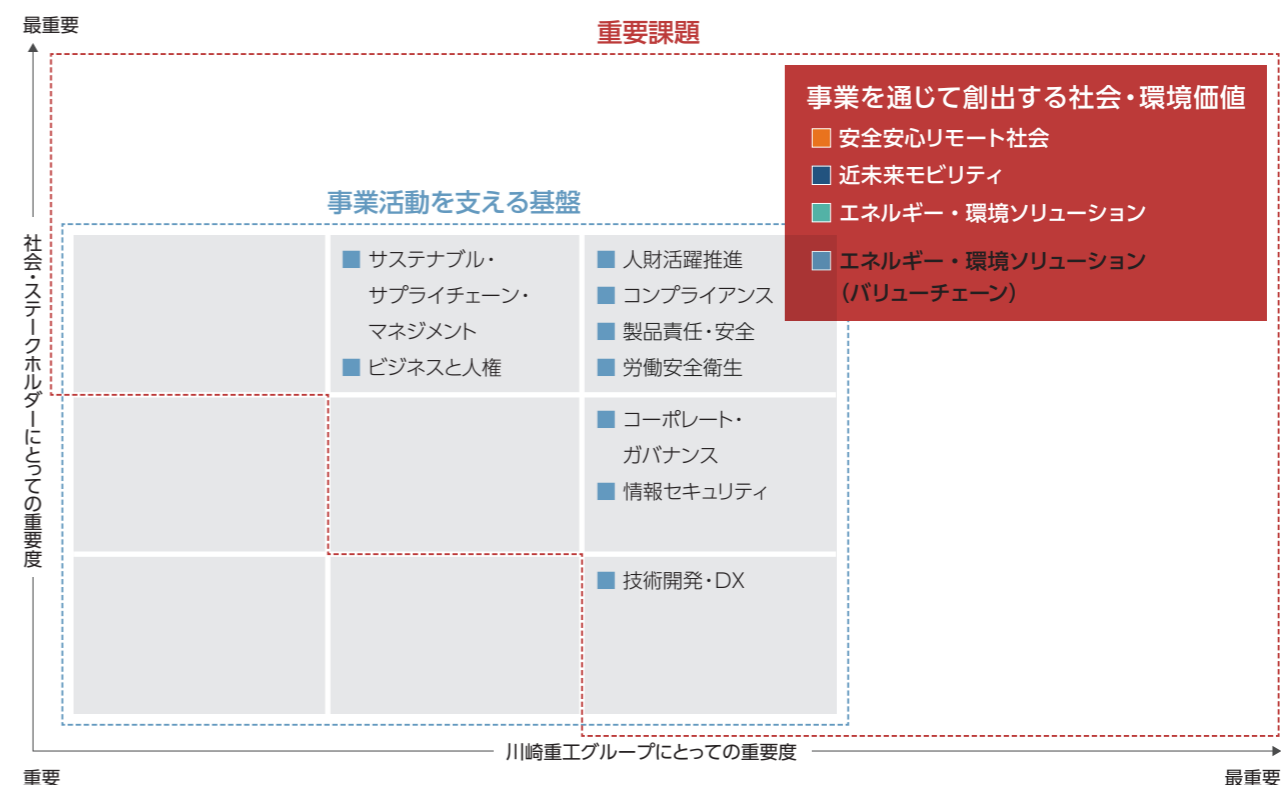 最重要
重要課題
事業を通じて創出する社会・環境価値
安全安心リモート社会
近未来モビリティ
エネルギー・環境ソリューション
エネルギー・環境ソリューション
（バリューチェーン）
事業活動を支える基盤
社会・ステークホルダーにとっての重要度
サステナブル・
サプライチェーン・
マネジメント
ビジネスと人権
人財活躍推進
コンプライアンス
製品責任・安全
労働安全衛生
コーポレート・
ガバナンス
情報セキュリティ
技術開発・DX
川崎重工グループにとっての重要度
重要
最重要